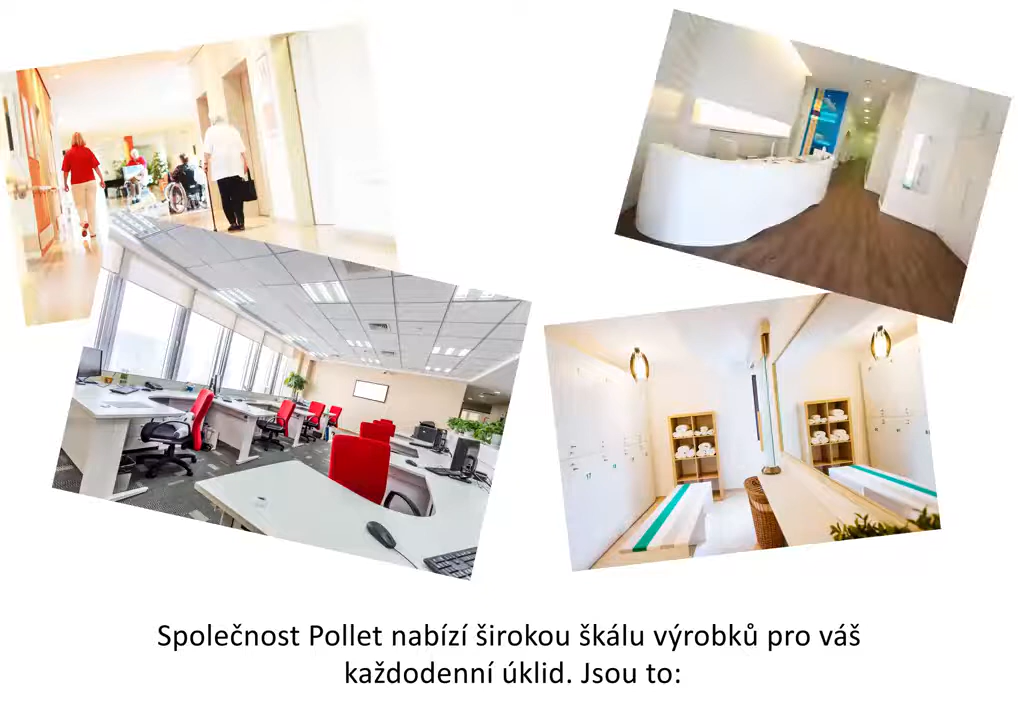 Společnost Pollet nabízí širokou škálu výrobků pro váš
každodenní úklid. Jsou to: